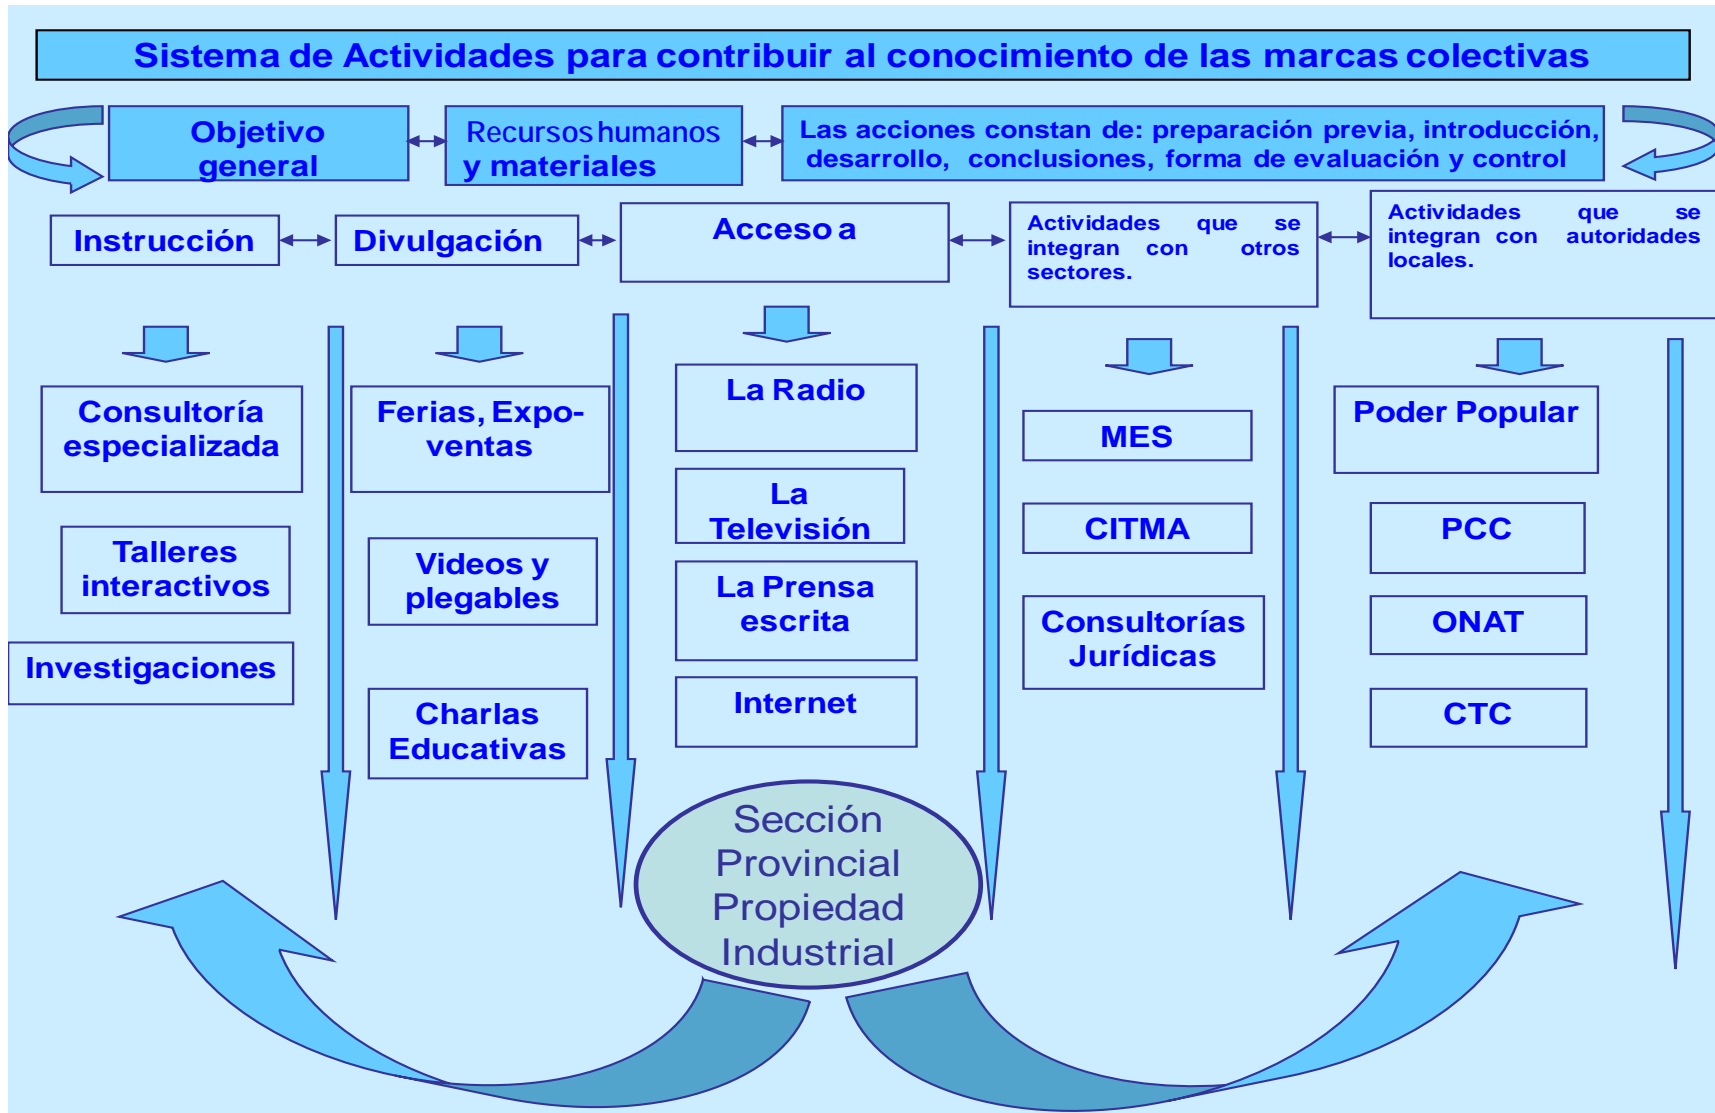 Sistema de Actividades para contribuir al conocimiento de las marcas colectivas
Objetivo
general
Recursos humanos
y materiales
Las acciones constan de: preparación previa, introducción,
desarrollo, conclusiones, forma de evaluación y control
Instrucción
Divulgación
Acceso a
Actividades que se
integran con otros
sectores.
Actividades que se
integran con autoridades
locales.
Consultoría
especializada
Talleres
interactivos
Investigaciones
Ferias, Expo-
ventas
Videos y
plegables
Charlas
Educativas
La Radio
La
Televisión
La Prensa
escrita
Internet
MES
CITMA
Consultorías
Jurídicas
Poder Popular
PCC
ONAT
CTC
Sección
Provincial
Propiedad
Industrial